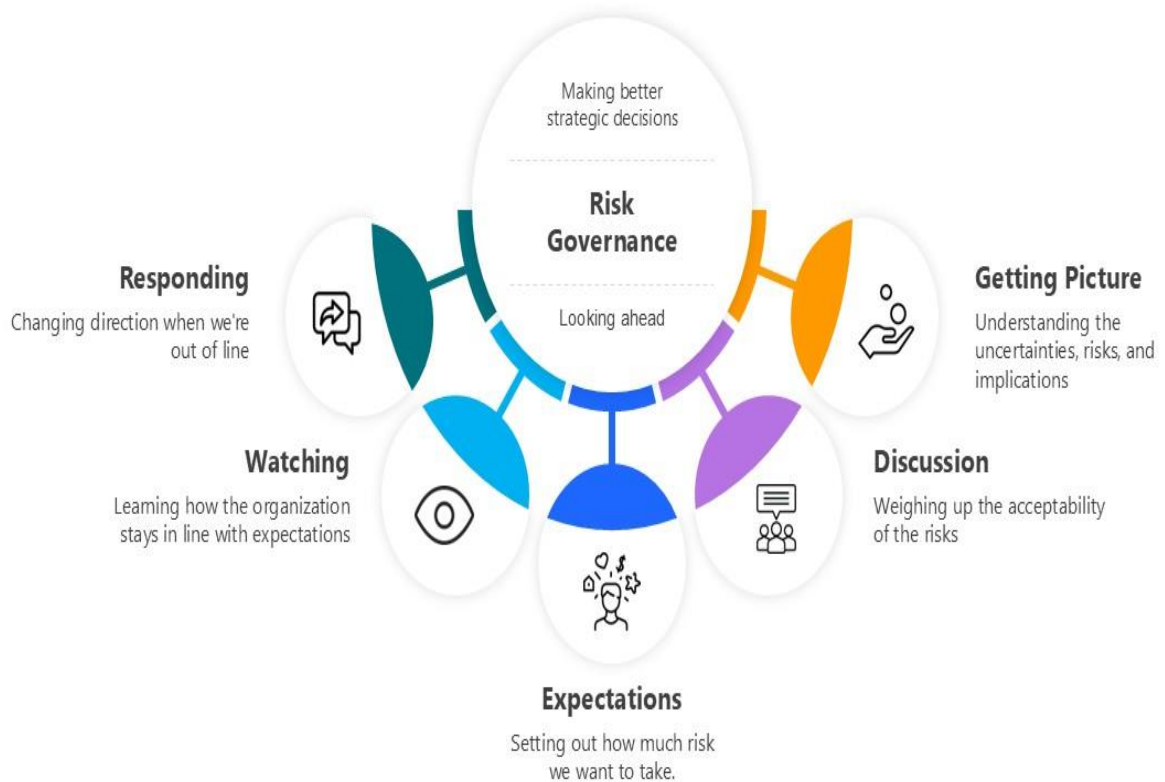 Making better
strategic decisions
Risk
Governance
Looking ahead
Responding
Changing direction when we're
out of line
Getting Picture
Understanding the
uncertainties, risks, and
implications
Watching
Learning how the organization
stays in line with expectations
Discussion
Weighing up the acceptability
of the risks
$
Expectations
Setting out how much risk
we want to take.